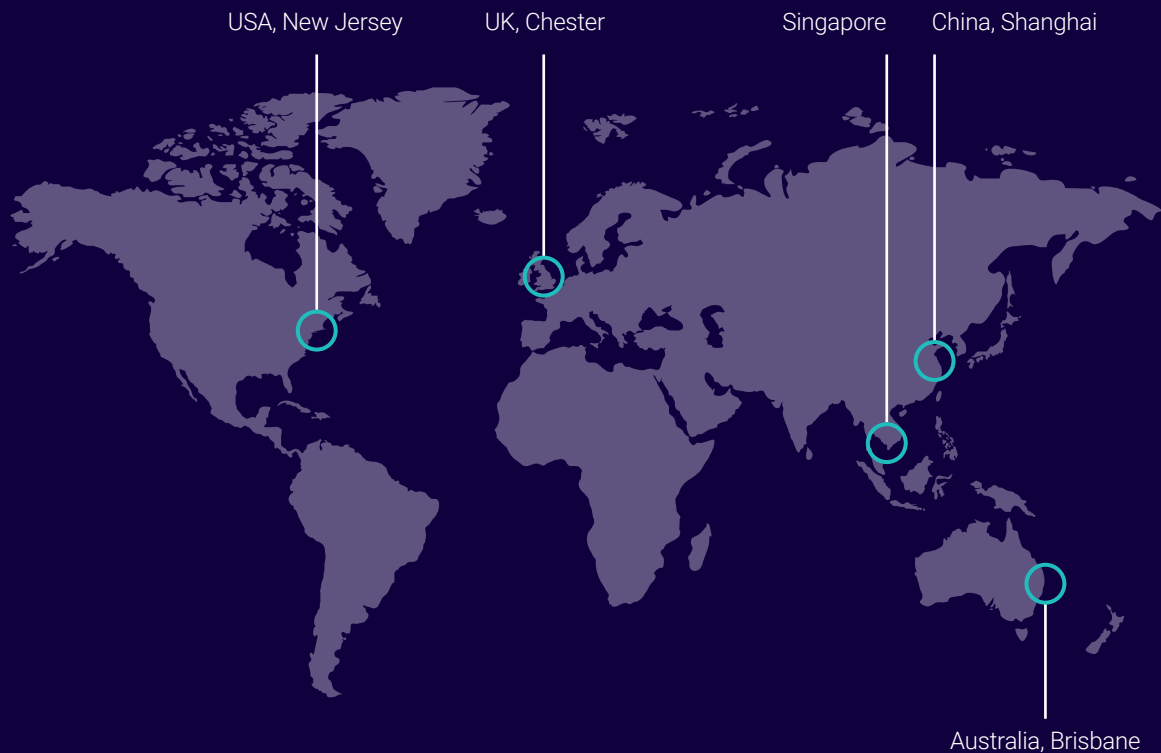 USA, New Jersey
UK, Chester
Singapore
China, Shanghai
Australia, Brisbane